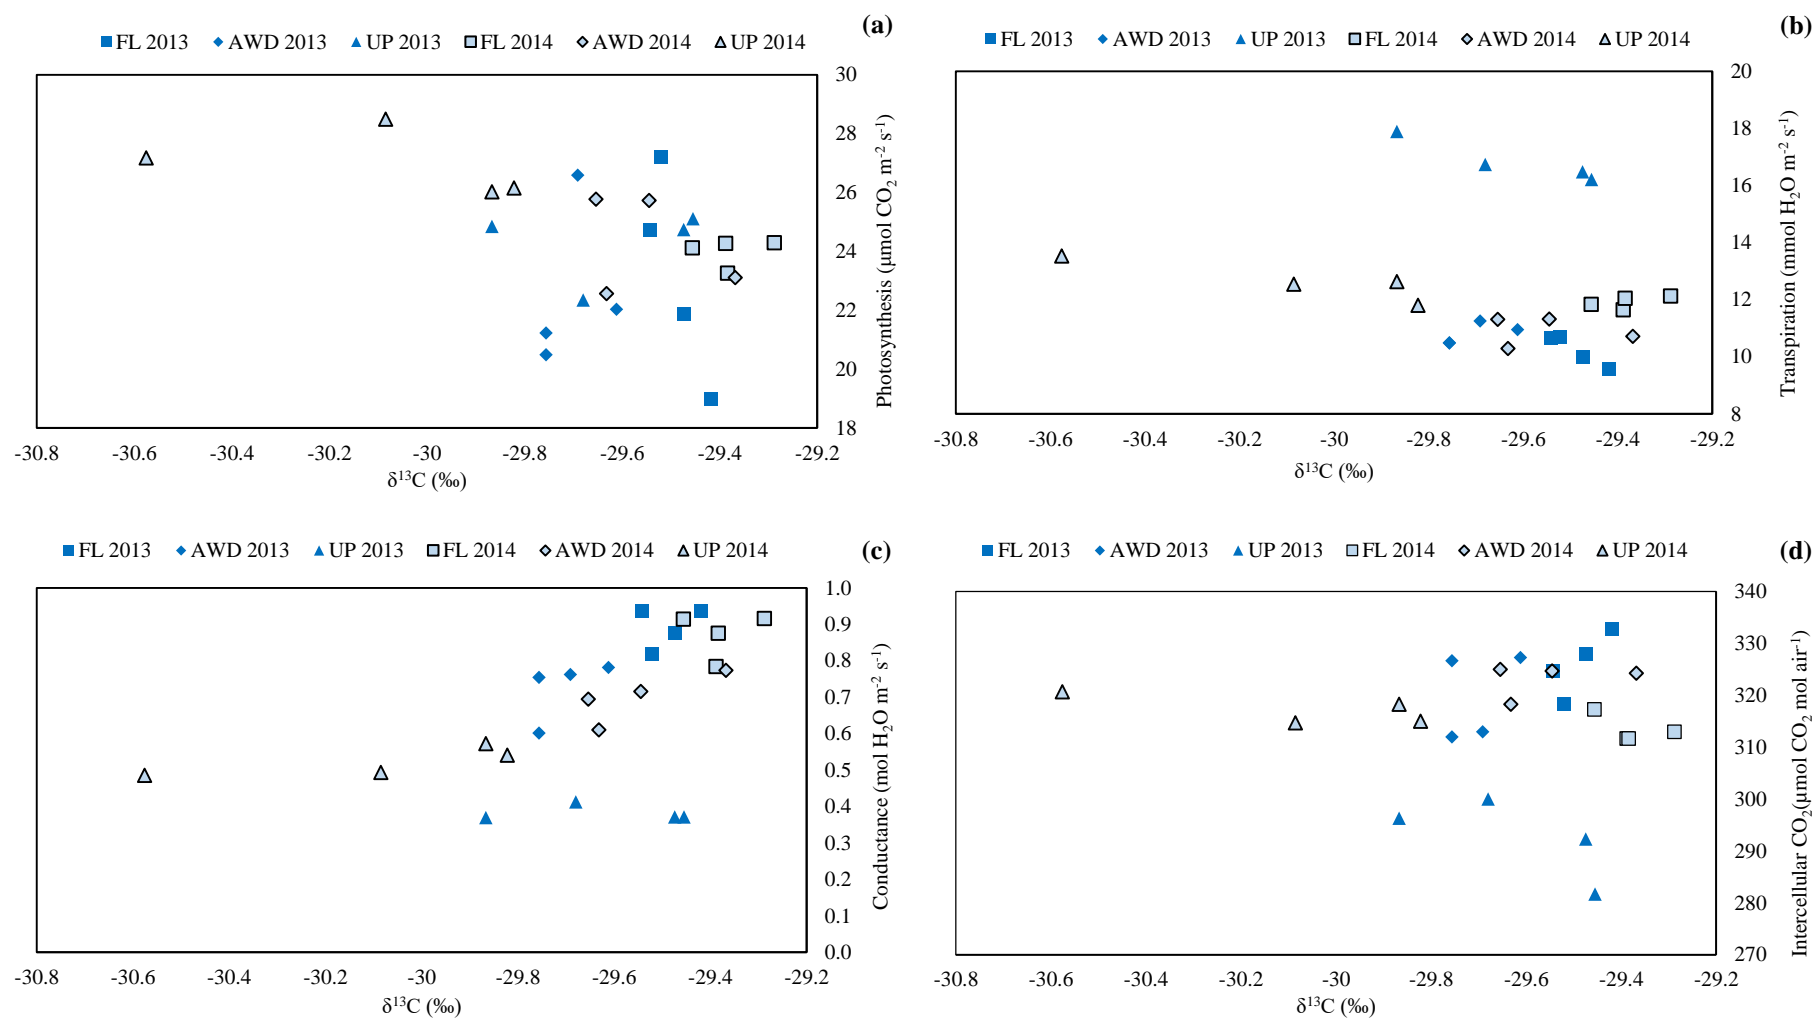 (a)
FL 2013 AWD 2013 UP 2013 FL 2014 AWD 2014 UP 2014
30
28
26
24
22
20
18
Photosynthesis (µmol CO₂ m⁻² s⁻¹)
-30.8 -30.6 -30.4 -30.2 -30 -29.8 -29.6 -29.4 -29.2
δ¹³C (‰)
(b)
FL 2013 AWD 2013 UP 2013 FL 2014 AWD 2014 UP 2014
20
18
16
14
12
10
8
Transpiration (mmol H₂O m⁻² s⁻¹)
-30.8 -30.6 -30.4 -30.2 -30 -29.8 -29.6 -29.4 -29.2
δ¹³C (‰)
(c)
FL 2013 AWD 2013 UP 2013 FL 2014 AWD 2014 UP 2014
1.0
0.9
0.8
0.7
0.6
0.5
0.4
0.3
0.2
0.1
0.0
Conductance (mol H₂O m⁻² s⁻¹)
-30.8 -30.6 -30.4 -30.2 -30 -29.8 -29.6 -29.4 -29.2
δ¹³C (‰)
(d)
FL 2013 AWD 2013 UP 2013 FL 2014 AWD 2014 UP 2014
340
330
320
310
300
290
280
270
Intercellular CO₂(µmol CO₂ mol air⁻¹)
-30.8 -30.6 -30.4 -30.2 -30 -29.8 -29.6 -29.4 -29.2
δ¹³C (‰)